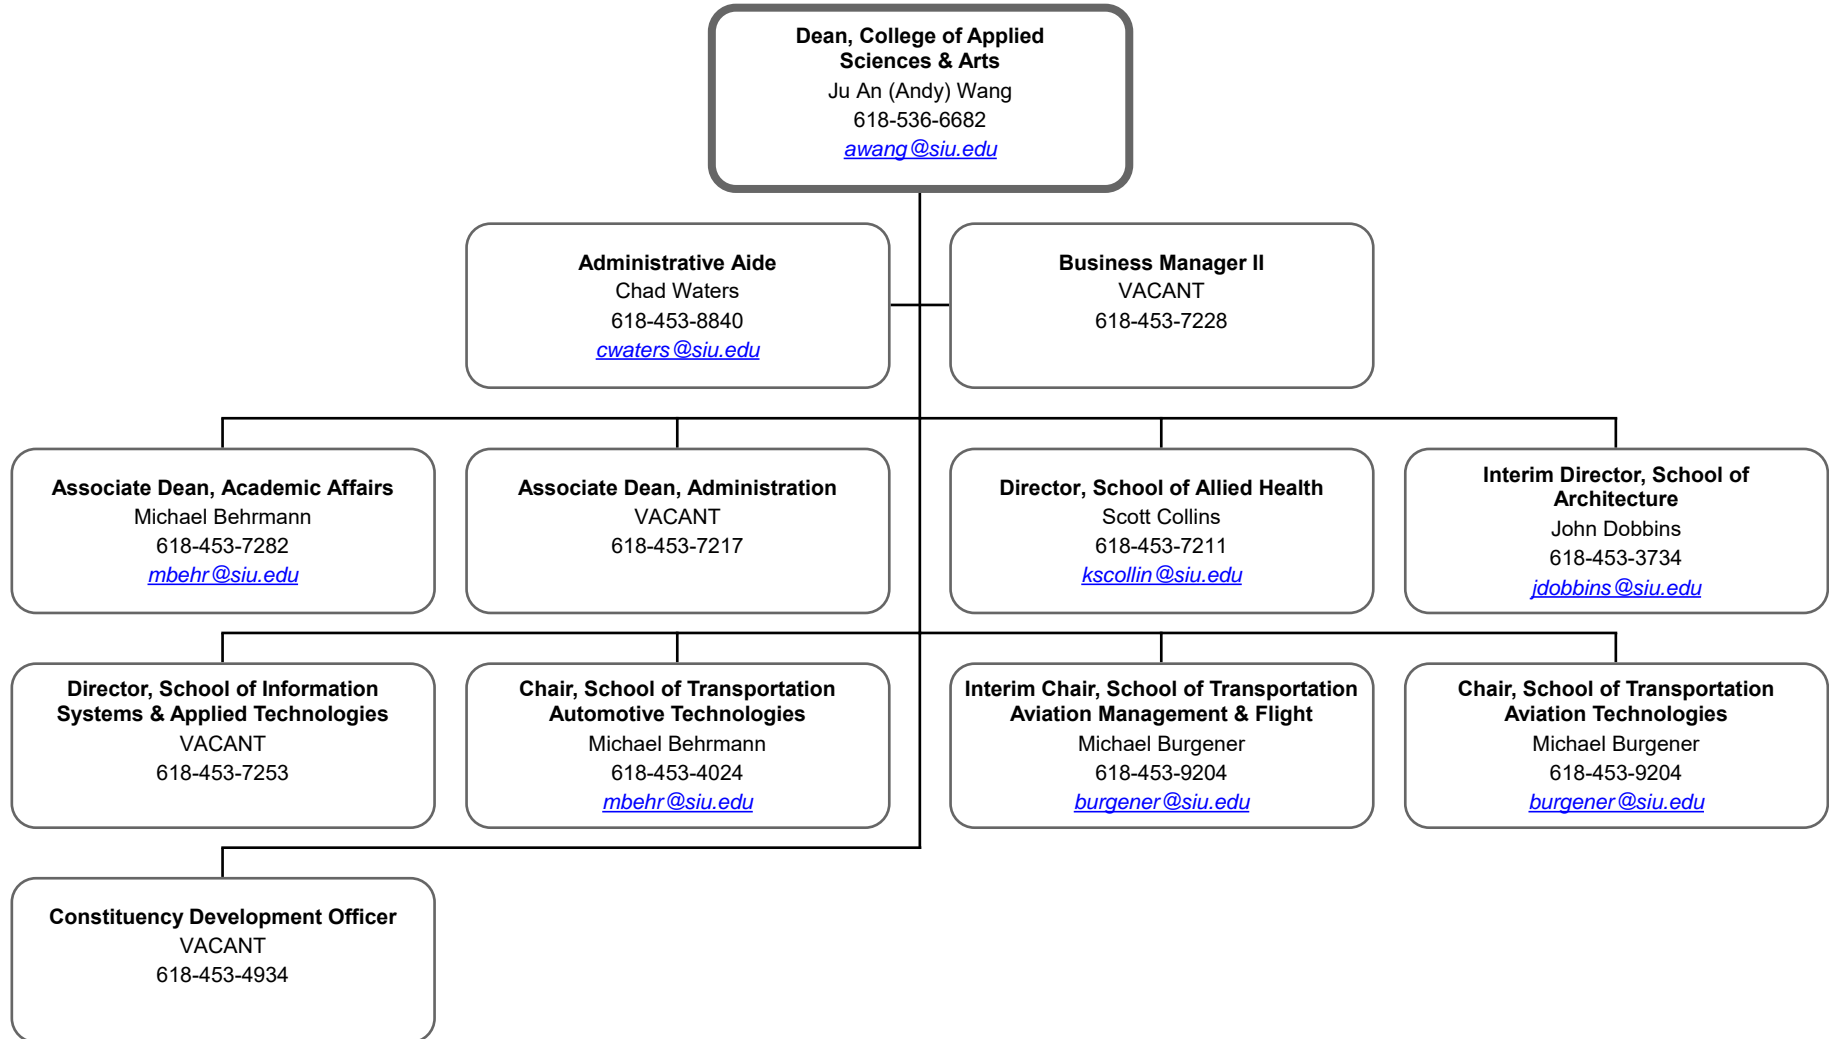 Dean, College of Applied
Sciences & Arts
Ju An (Andy) Wang
618-536-6682
awang@siu.edu
Administrative Aide
Chad Waters
618-453-8840
cwaters@siu.edu
Business Manager II
VACANT
618-453-7228
Associate Dean, Academic Affairs
Michael Behrmann
618-453-7282
mbehr@siu.edu
Associate Dean, Administration
VACANT
618-453-7217
Director, School of Allied Health
Scott Collins
618-453-7211
kscollin@siu.edu
Interim Director, School of
Architecture
John Dobbins
618-453-3734
jdobbins@siu.edu
Director, School of Information
Systems & Applied Technologies
VACANT
618-453-7253
Chair, School of Transportation
Automotive Technologies
Michael Behrmann
618-453-4024
mbehr@siu.edu
Interim Chair, School of Transportation
Aviation Management & Flight
Michael Burgener
618-453-9204
burgener@siu.edu
Chair, School of Transportation
Aviation Technologies
Michael Burgener
618-453-9204
burgener@siu.edu
Constituency Development Officer
VACANT
618-453-4934